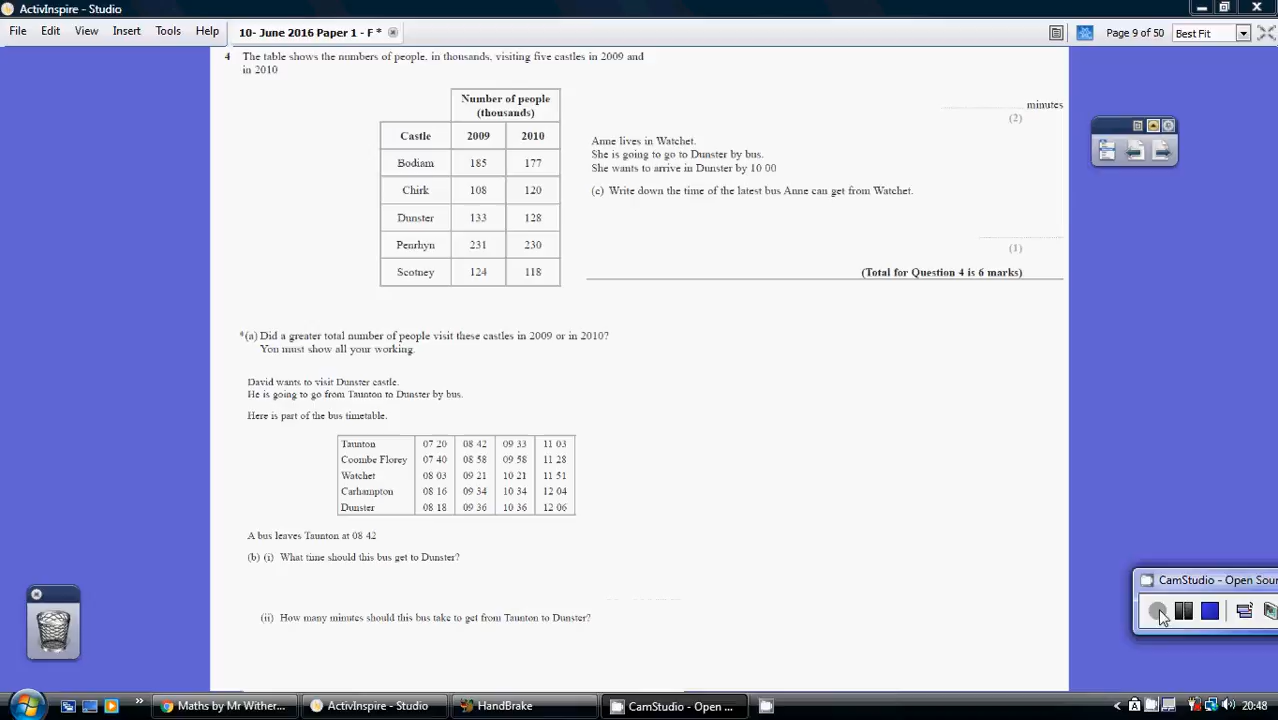 ActivInspire - Studio
File Edit View Insert Tools Help
10- June 2016 Paper 1 - F *
Page 9 of 50 Best Fit
4 The table shows the numbers of people, in thousands, visiting five castles in 2009 and
in 2010
Number of people
(thousands)
Castle 2009 2010
Bodiam 185 177
Chirk 108 120
Dunster 133 128
Penrhyn 231 230
Scotney 124 118
*(a) Did a greater total number of people visit these castles in 2009 or in 2010?
You must show all your working.
David wants to visit Dunster castle.
He is going to go from Taunton to Dunster by bus.
Here is part of the bus timetable.
Taunton 07 20 08 42 09 33 11 03
Coombe Florey 07 40 08 58 09 58 11 28
Watchet 08 03 09 21 10 21 11 51
Carhampton 08 16 09 34 10 34 12 04
Dunster 08 18 09 36 10 36 12 06
A bus leaves Taunton at 08 42
(b) (i) What time should this bus get to Dunster?
(ii) How many minutes should this bus take to get from Taunton to Dunster?
minutes
(2)
Anne lives in Watchet.
She is going to go to Dunster by bus.
She wants to arrive in Dunster by 10 00
(c) Write down the time of the latest bus Anne can get from Watchet.
(1)
(Total for Question 4 is 6 marks)
CamStudio - Open Sour
Maths by Mr Wither...
ActivInspire - Studio
HandBrake
CamStudio - Open ...
20:48